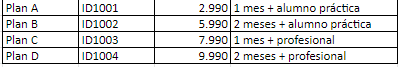 Plan A ID1001 2.990 1 mes + alumno práctica
Plan B ID1002 5.990 2 meses + alumno práctica
Plan C ID1003 7.990 1 mes + profesional
Plan D ID1004 9.990 2 meses + profesional